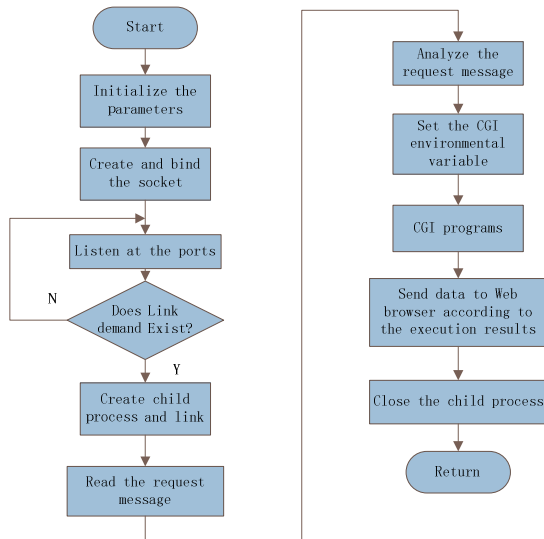 Start
Initialize the
parameters
Create and bind
the socket
Listen at the ports
N
Does Link
demand Exist?
Y
Create child
process and link
Read the request
message
Analyze the
request message
Set the CGI
environmental
variable
CGI programs
Send data to Web
browser according to
the execution results
Close the child process
Return